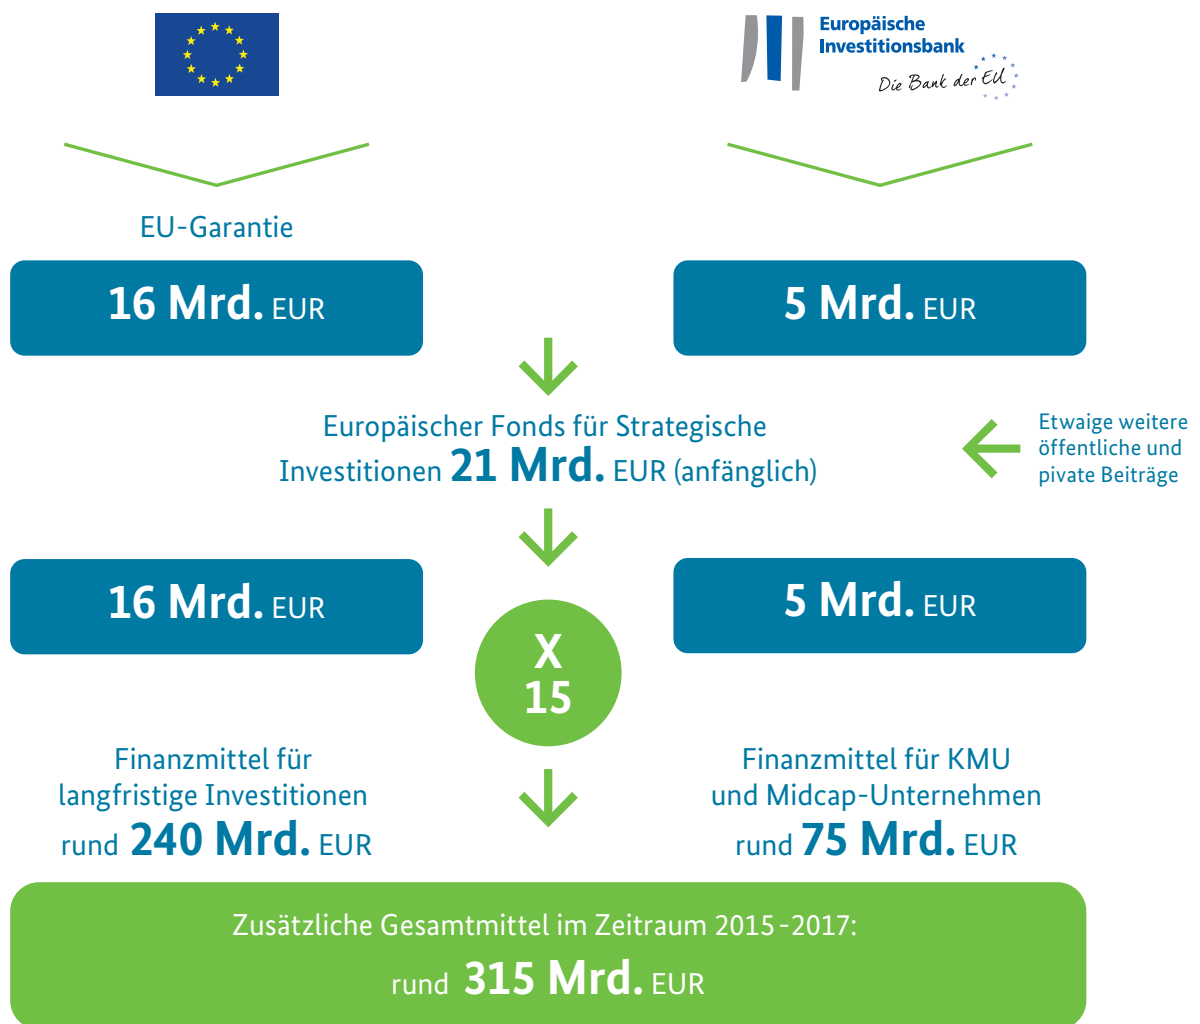 Europäische
Investitionsbank
Die Bank der EU
EU-Garantie
16 Mrd. EUR
5 Mrd. EUR
Europäischer Fonds für Strategische
Investitionen 21 Mrd. EUR (anfänglich)
Etwaige weitere
öffentliche und
pivate Beiträge
16 Mrd. EUR
5 Mrd. EUR
X
15
Finanzmittel für
langfristige Investitionen
rund 240 Mrd. EUR
Finanzmittel für KMU
und Midcap-Unternehmen
rund 75 Mrd. EUR
Zusätzliche Gesamtmittel im Zeitraum 2015-2017:
rund 315 Mrd. EUR